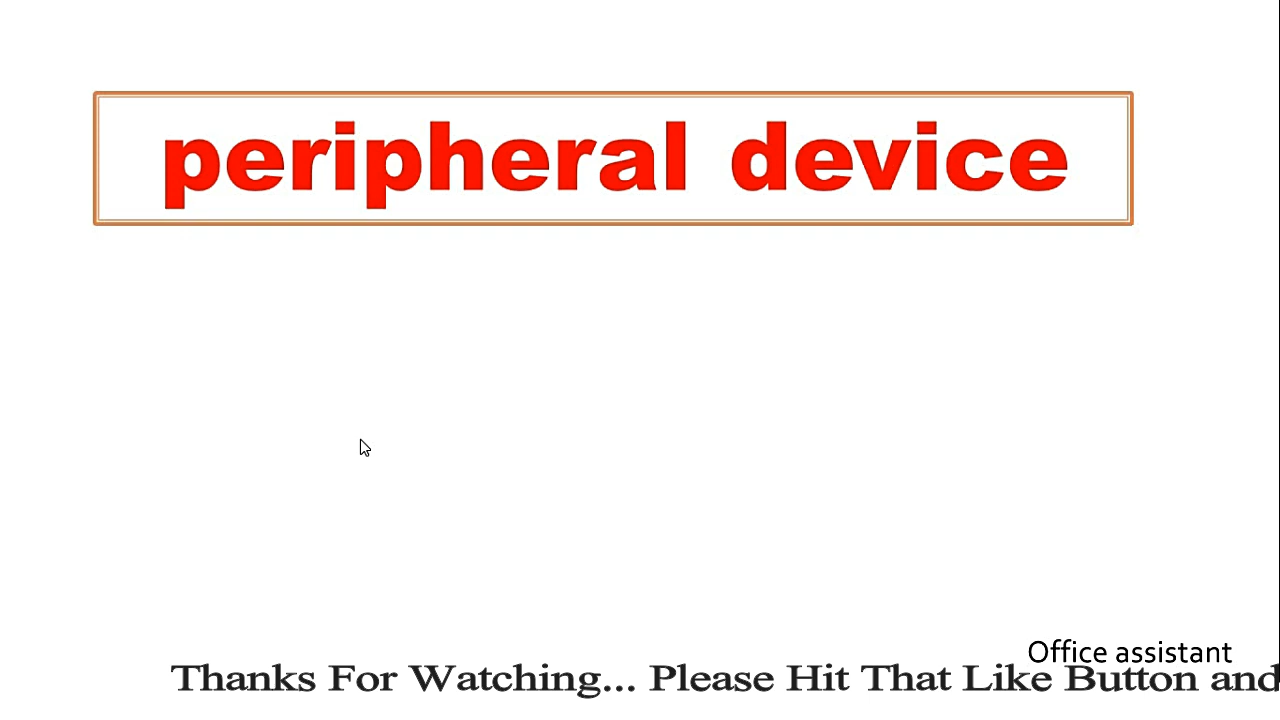 peripheral device
Office assistant
Thanks For Watching... Please Hit That Like Button and